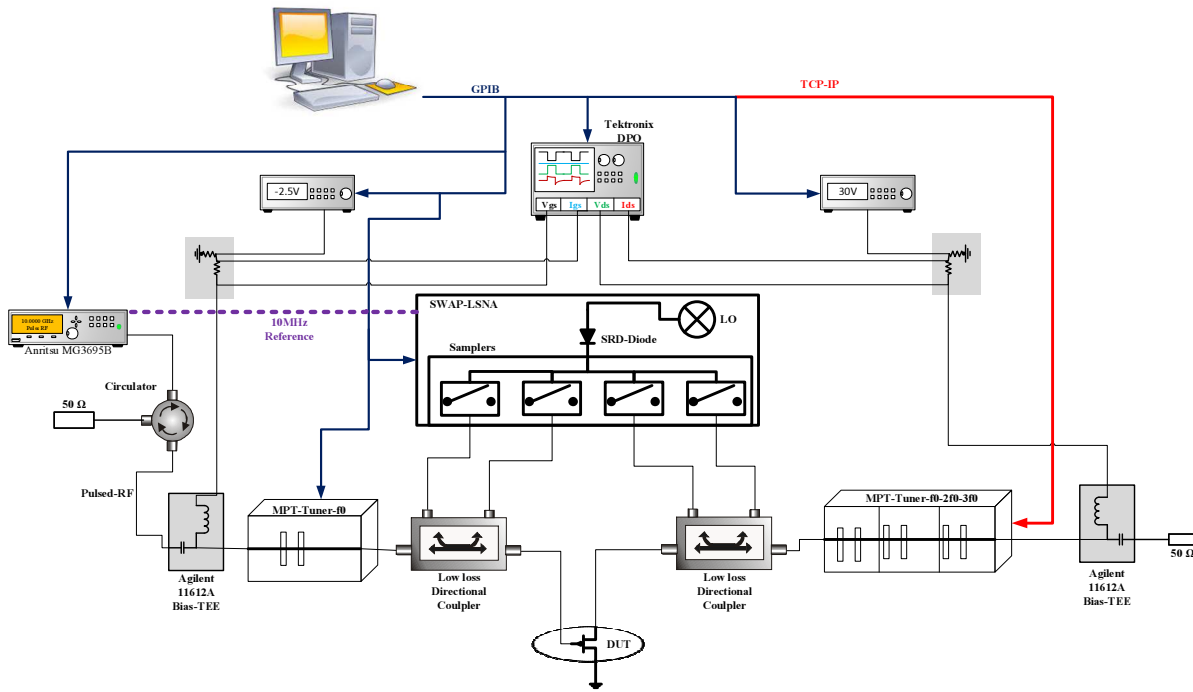 GPIB
TCP-IP
Tektronix
DPO
-2.5V
30V
Vgs
Igs
Vds
Ids
SWAP-LSNA
LO
10.0000 GHz
Pulse RF
10MHz
Reference
SRD-Diode
Anritsu MG3695B
Samplers
Circulator
50 Ω
Pulsed-RF
MPT-Tuner-f0
MPT-Tuner-f0-2f0-3f0
50 Ω
Agilent
11612A
Bias-TEE
Low loss
Directional
Coulpler
Low loss
Directional
Coulpler
Agilent
11612A
Bias-TEE
DUT